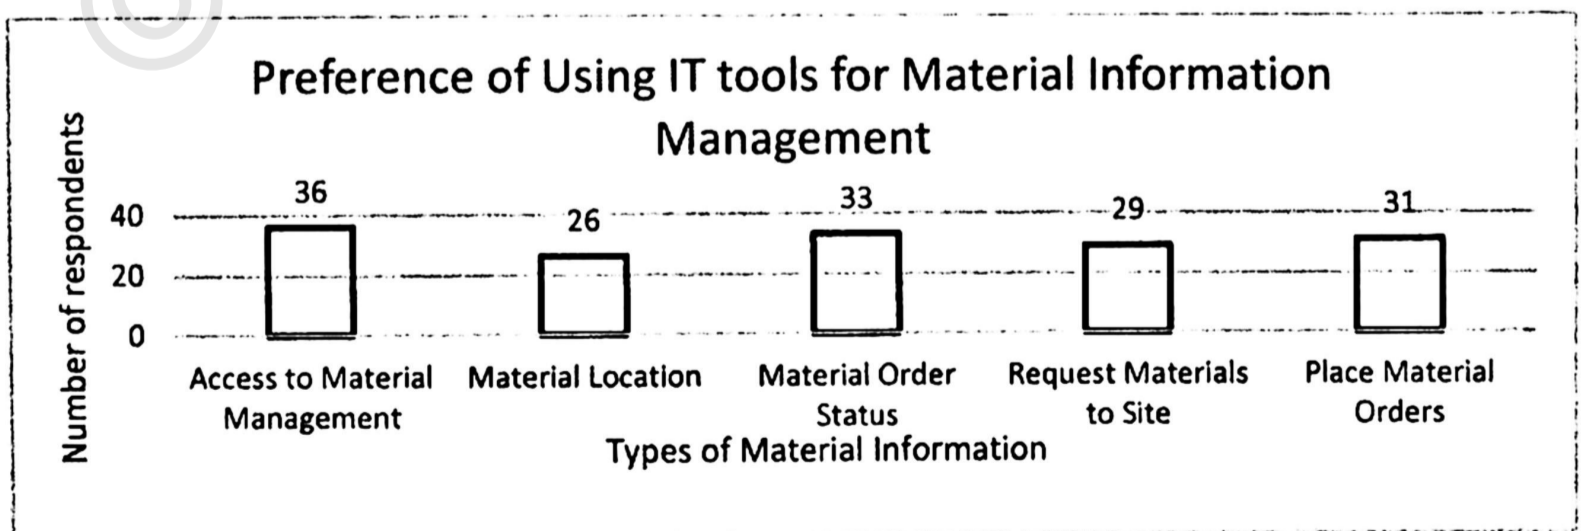 Preference of Using IT tools for Material Information
Management
Number of respondents
40
20
0
36
26
33
29
31
Access to Material
Management
Material Location
Material Order
Status
Request Materials
to Site
Place Material
Orders
Types of Material Information